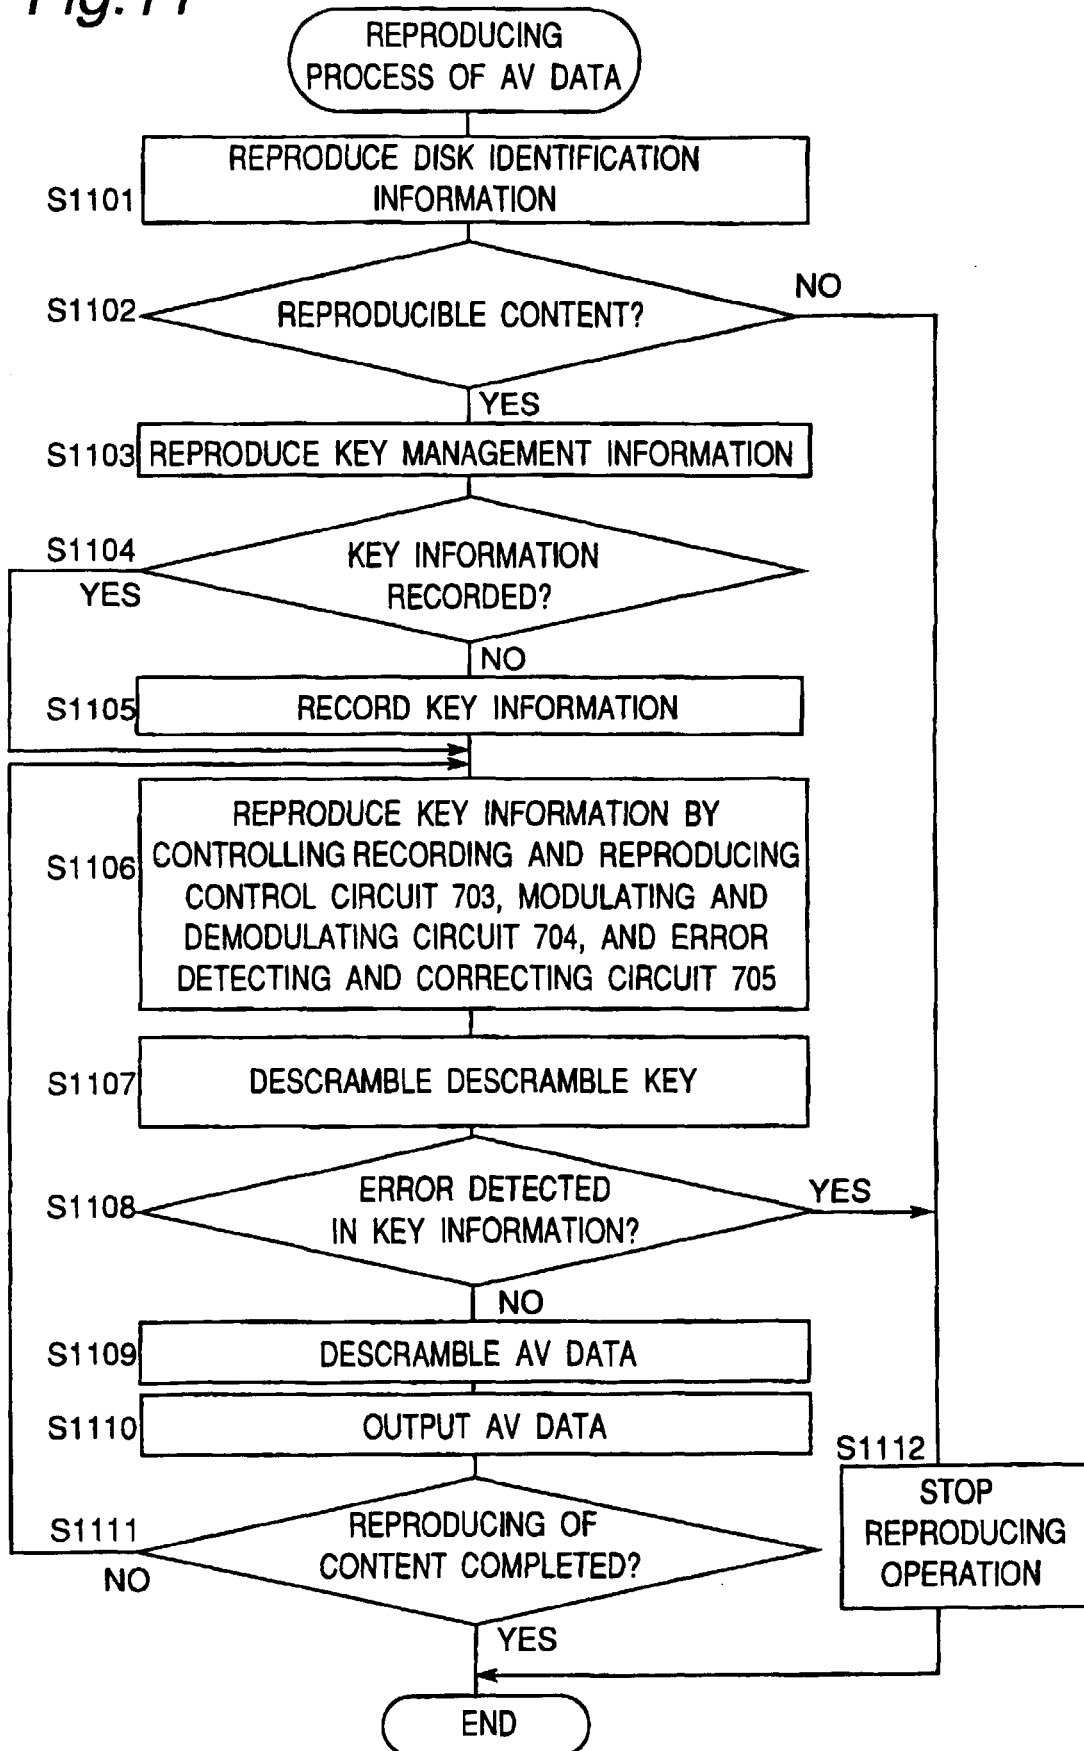 Fig. 11
REPRODUCING
PROCESS OF AV DATA
REPRODUCE DISK IDENTIFICATION
INFORMATION
S1101
NO
S1102
REPRODUCIBLE CONTENT?
YES
S1103
REPRODUCE KEY MANAGEMENT INFORMATION
S1104
KEY INFORMATION
RECORDED?
YES
NO
S1105
RECORD KEY INFORMATION
REPRODUCE KEY INFORMATION BY
CONTROLLING RECORDING AND REPRODUCING
CONTROL CIRCUIT 703, MODULATING AND
DEMODULATING CIRCUIT 704, AND ERROR
DETECTING AND CORRECTING CIRCUIT 705
S1106
S1107
DESCRAMBLE DESCRAMBLE KEY
S1108
ERROR DETECTED
IN KEY INFORMATION?
YES
NO
S1109
DESCRAMBLE AV DATA
S1110
OUTPUT AV DATA
S1112
STOP
REPRODUCING
OPERATION
S1111
REPRODUCING OF
CONTENT COMPLETED?
NO
YES
END